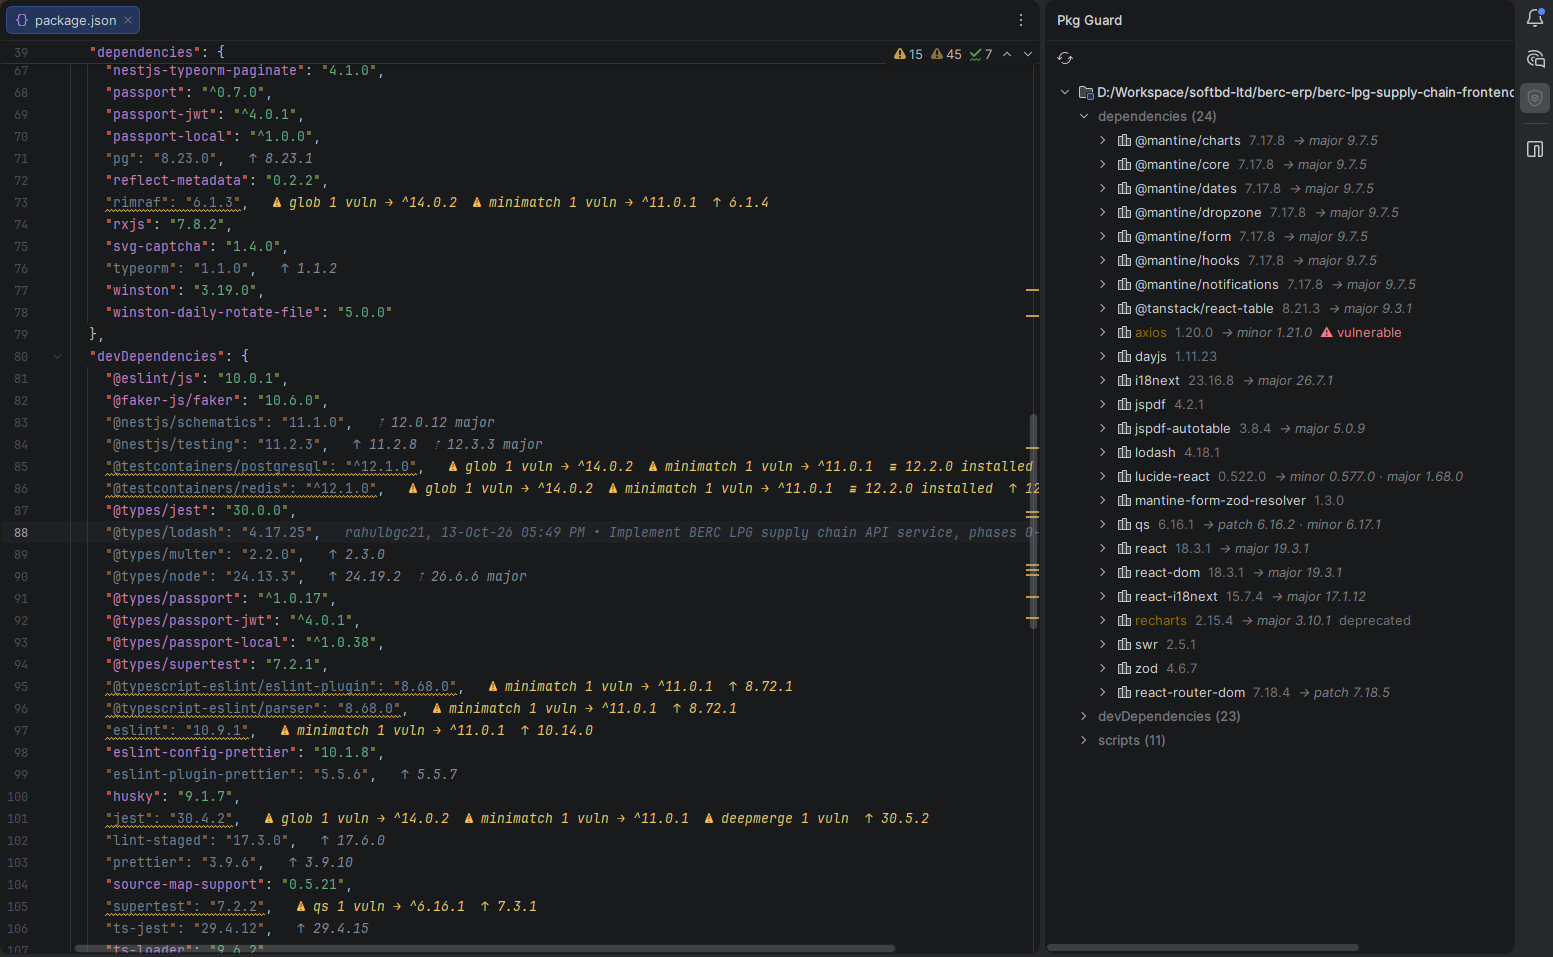 package.json
39 "dependencies": {
15 45 7
67 "nestjs-typeorm-paginate": "4.1.0",
68 "passport": "^0.7.0",
69 "passport-jwt": "^4.0.1",
70 "passport-local": "^1.0.0",
71 "pg": "8.23.0", ↑ 8.23.1
72 "reflect-metadata": "0.2.2",
73 "rimraf": "6.1.3", ⚠ glob 1 vuln → ^14.0.2 ⚠ minimatch 1 vuln → ^11.0.1 ↑ 6.1.4
74 "rxjs": "7.8.2",
75 "svg-captcha": "1.4.0",
76 "typeorm": "1.1.0", ↑ 1.1.2
77 "winston": "3.19.0",
78 "winston-daily-rotate-file": "5.0.0"
79 },
80 "devDependencies": {
81 "@eslint/js": "10.0.1",
82 "@faker-js/faker": "10.6.0",
83 "@nestjs/schematics": "11.1.0", ⇡ 12.0.12 major
84 "@nestjs/testing": "11.2.3", ↑ 11.2.8 ⇡ 12.3.3 major
85 "@testcontainers/postgresql": "^12.1.0", ⚠ glob 1 vuln → ^14.0.2 ⚠ minimatch 1 vuln → ^11.0.1 ≡ 12.2.0 installed
86 "@testcontainers/redis": "^12.1.0", ⚠ glob 1 vuln → ^14.0.2 ⚠ minimatch 1 vuln → ^11.0.1 ≡ 12.2.0 installed ↑ 12
87 "@types/jest": "30.0.0",
88 "@types/lodash": "4.17.25", rahulbgc21, 13-Oct-26 05:49 PM • Implement BERC LPG supply chain API service, phases 0-
89 "@types/multer": "2.2.0", ↑ 2.3.0
90 "@types/node": "24.13.3", ↑ 24.19.2 ⇡ 26.6.6 major
91 "@types/passport": "^1.0.17",
92 "@types/passport-jwt": "^4.0.1",
93 "@types/passport-local": "^1.0.38",
94 "@types/supertest": "7.2.1",
95 "@typescript-eslint/eslint-plugin": "8.68.0", ⚠ minimatch 1 vuln → ^11.0.1 ↑ 8.72.1
96 "@typescript-eslint/parser": "8.68.0", ⚠ minimatch 1 vuln → ^11.0.1 ↑ 8.72.1
97 "eslint": "10.9.1", ⚠ minimatch 1 vuln → ^11.0.1 ↑ 10.14.0
98 "eslint-config-prettier": "10.1.8",
99 "eslint-plugin-prettier": "5.5.6", ↑ 5.5.7
100 "husky": "9.1.7",
101 "jest": "30.4.2", ⚠ glob 1 vuln → ^14.0.2 ⚠ minimatch 1 vuln → ^11.0.1 ⚠ deepmerge 1 vuln ↑ 30.5.2
102 "lint-staged": "17.3.0", ↑ 17.6.0
103 "prettier": "3.9.6", ↑ 3.9.10
104 "source-map-support": "0.5.21",
105 "supertest": "7.2.2", ⚠ qs 1 vuln → ^6.16.1 ↑ 7.3.1
106 "ts-jest": "29.4.12", ↑ 29.4.15
107 "ts-loader": "9.6.2"
Pkg Guard
D:/Workspace/softbd-ltd/berc-erp/berc-lpg-supply-chain-frontend
dependencies (24)
@mantine/charts 7.17.8 → major 9.7.5
@mantine/core 7.17.8 → major 9.7.5
@mantine/dates 7.17.8 → major 9.7.5
@mantine/dropzone 7.17.8 → major 9.7.5
@mantine/form 7.17.8 → major 9.7.5
@mantine/hooks 7.17.8 → major 9.7.5
@mantine/notifications 7.17.8 → major 9.7.5
@tanstack/react-table 8.21.3 → major 9.3.1
axios 1.20.0 → minor 1.21.0 ⚠ vulnerable
dayjs 1.11.23
i18next 23.16.8 → major 26.7.1
jspdf 4.2.1
jspdf-autotable 3.8.4 → major 5.0.9
lodash 4.18.1
lucide-react 0.522.0 → minor 0.577.0 · major 1.68.0
mantine-form-zod-resolver 1.3.0
qs 6.16.1 → patch 6.16.2 · minor 6.17.1
react 18.3.1 → major 19.3.1
react-dom 18.3.1 → major 19.3.1
react-i18next 15.7.4 → major 17.1.12
recharts 2.15.4 → major 3.10.1 deprecated
swr 2.5.1
zod 4.6.7
react-router-dom 7.18.4 → patch 7.18.5
devDependencies (23)
scripts (11)